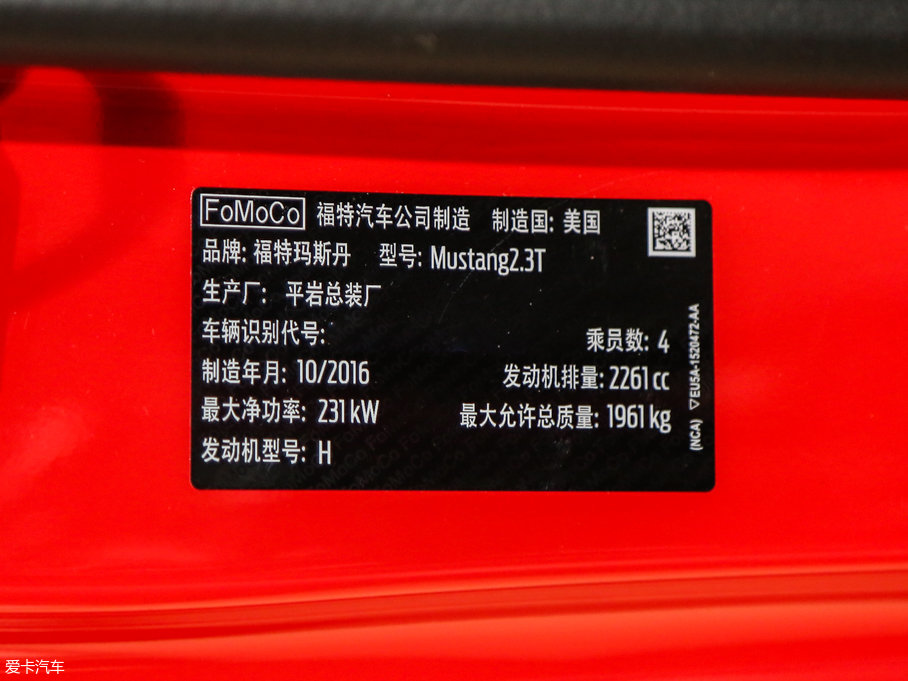 FoMoCo 福特汽车公司制造 制造国: 美国
品牌: 福特玛斯丹 型号: Mustang2.3T
生产厂: 平岩总装厂
车辆识别代号:
乘员数: 4
制造年月: 10/2016 发动机排量: 2261 cc
最大净功率: 231 kW 最大允许总质量: 1961 kg
发动机型号: H
(NCA) ▽EU5A-1520472-AA
爱卡汽车